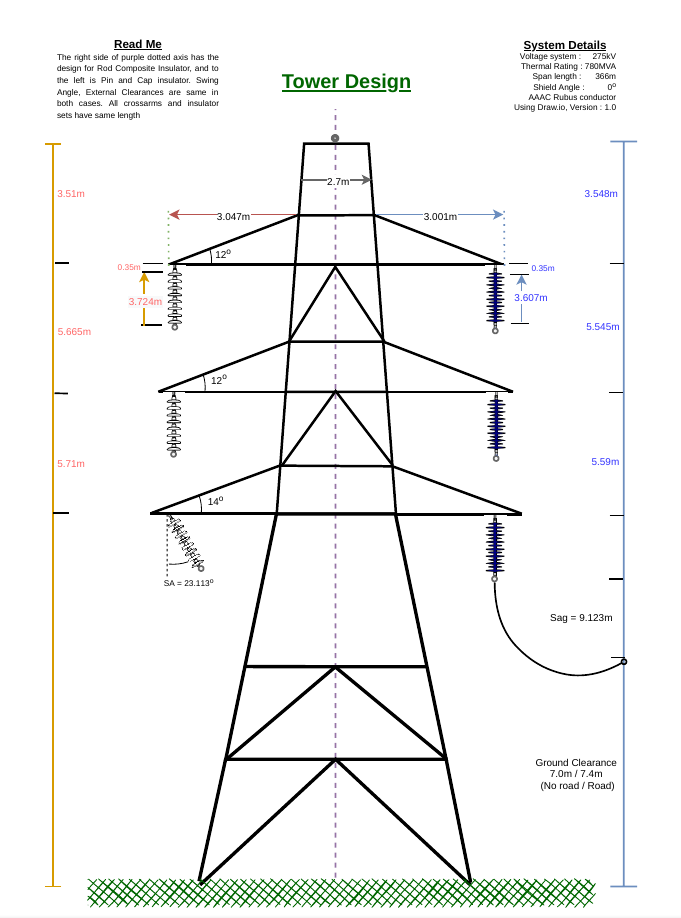 Read Me
The right side of purple dotted axis has the
design for Rod Composite Insulator, and to
the left is Pin and Cap insulator. Swing
Angle, External Clearances are same in
both cases. All crossarms and insulator
sets have same length
Tower Design
System Details
Voltage system : 275kV
Thermal Rating : 780MVA
Span length : 366m
Shield Angle : 0⁰
AAAC Rubus conductor
Using Draw.io, Version : 1.0
2.7m
3.51m
3.548m
3.047m
3.001m
12⁰
0.35m
0.35m
3.724m
3.607m
5.665m
5.545m
12⁰
5.71m
5.59m
14⁰
SA = 23.113⁰
Sag = 9.123m
Ground Clearance
7.0m / 7.4m
(No road / Road)